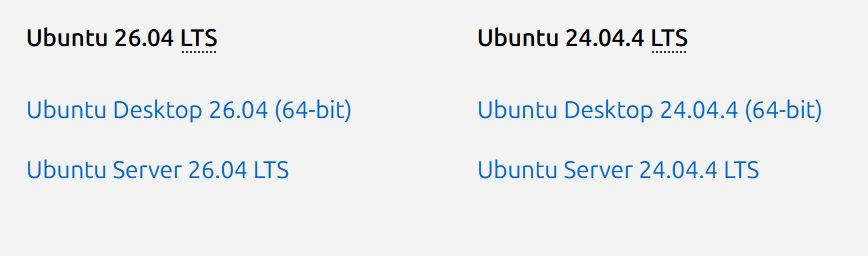 Ubuntu 26.04 LTS
Ubuntu Desktop 26.04 (64-bit)
Ubuntu Server 26.04 LTS
Ubuntu 24.04.4 LTS
Ubuntu Desktop 24.04.4 (64-bit)
Ubuntu Server 24.04.4 LTS